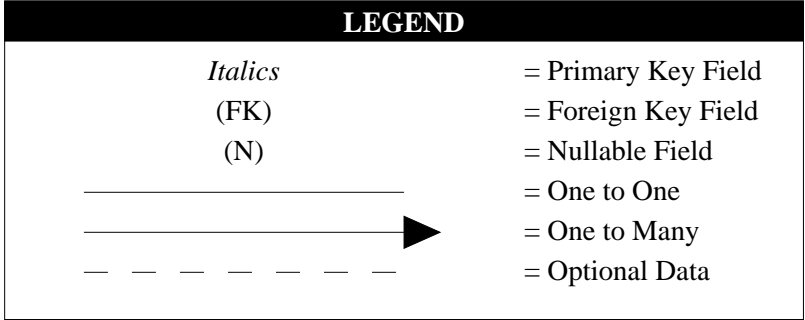 LEGEND
Italics = Primary Key Field
(FK) = Foreign Key Field
(N) = Nullable Field
= One to One
= One to Many
= Optional Data